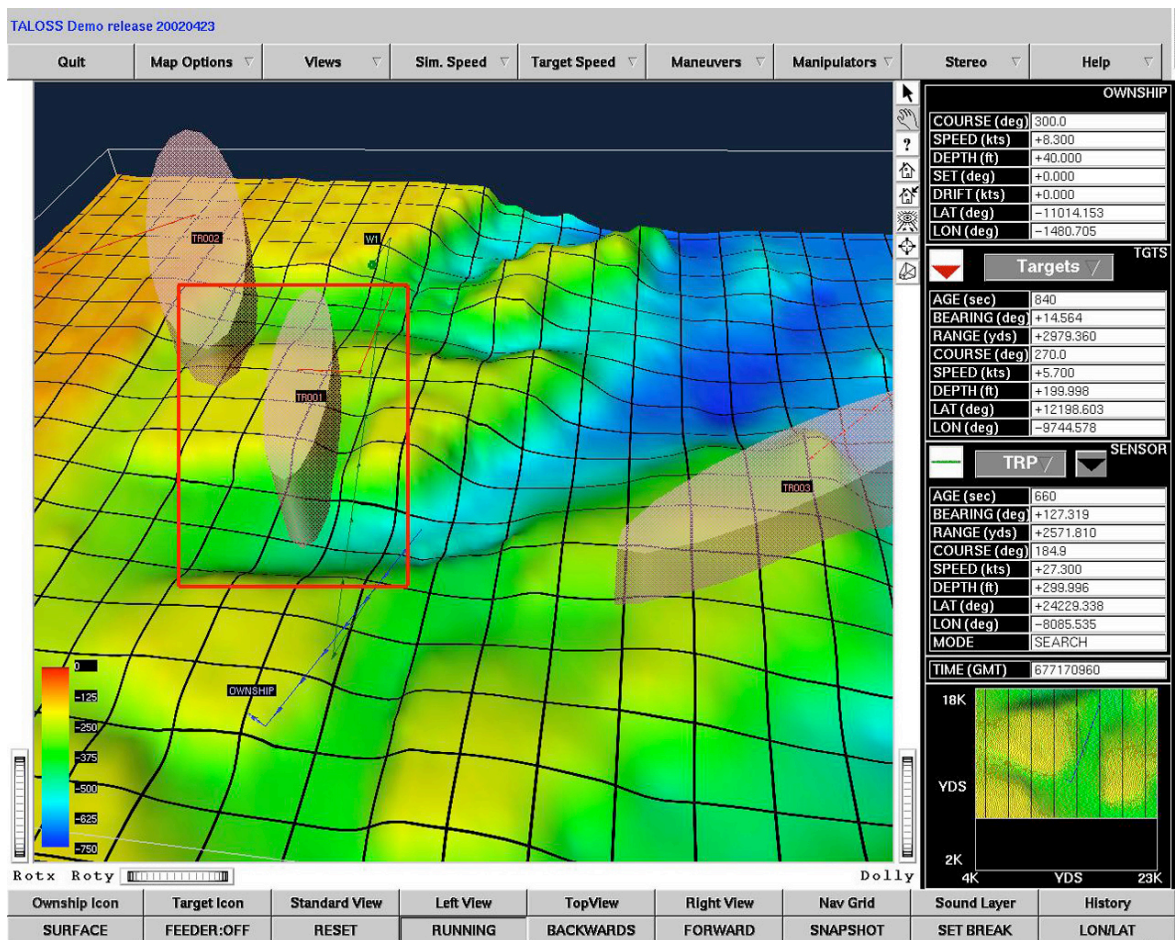 TALOSS Demo release 20020423
Quit Map Options Views Sim. Speed Target Speed Maneuvers Manipulators Stereo Help
OWNSHIP
COURSE (deg) 300.0
SPEED (kts) +8.300
DEPTH (ft) +40.000
SET (deg) +0.000
DRIFT (kts) +0.000
LAT (deg) -11014.153
LON (deg) -1480.705
TGTS
Targets
AGE (sec) 840
BEARING (deg) +14.564
RANGE (yds) +2979.360
COURSE (deg) 270.0
SPEED (kts) +5.700
DEPTH (ft) +199.998
LAT (deg) +12198.603
LON (deg) -9744.578
SENSOR
TRP
AGE (sec) 660
BEARING (deg) +127.319
RANGE (yds) +2571.810
COURSE (deg) 184.9
SPEED (kts) +27.300
DEPTH (ft) +299.996
LAT (deg) +24229.338
LON (deg) -8085.535
MODE SEARCH
TIME (GMT) 677170960
18K
YDS
2K
4K YDS 23K
?
TR002
W1
TR001
TR003
OWNSHIP
0
-125
-250
-375
-500
-625
-750
Rotx Roty Dolly
Ownship Icon Target Icon Standard View Left View TopView Right View Nav Grid Sound Layer History
SURFACE FEEDER:OFF RESET RUNNING BACKWARDS FORWARD SNAPSHOT SET BREAK LON/LAT